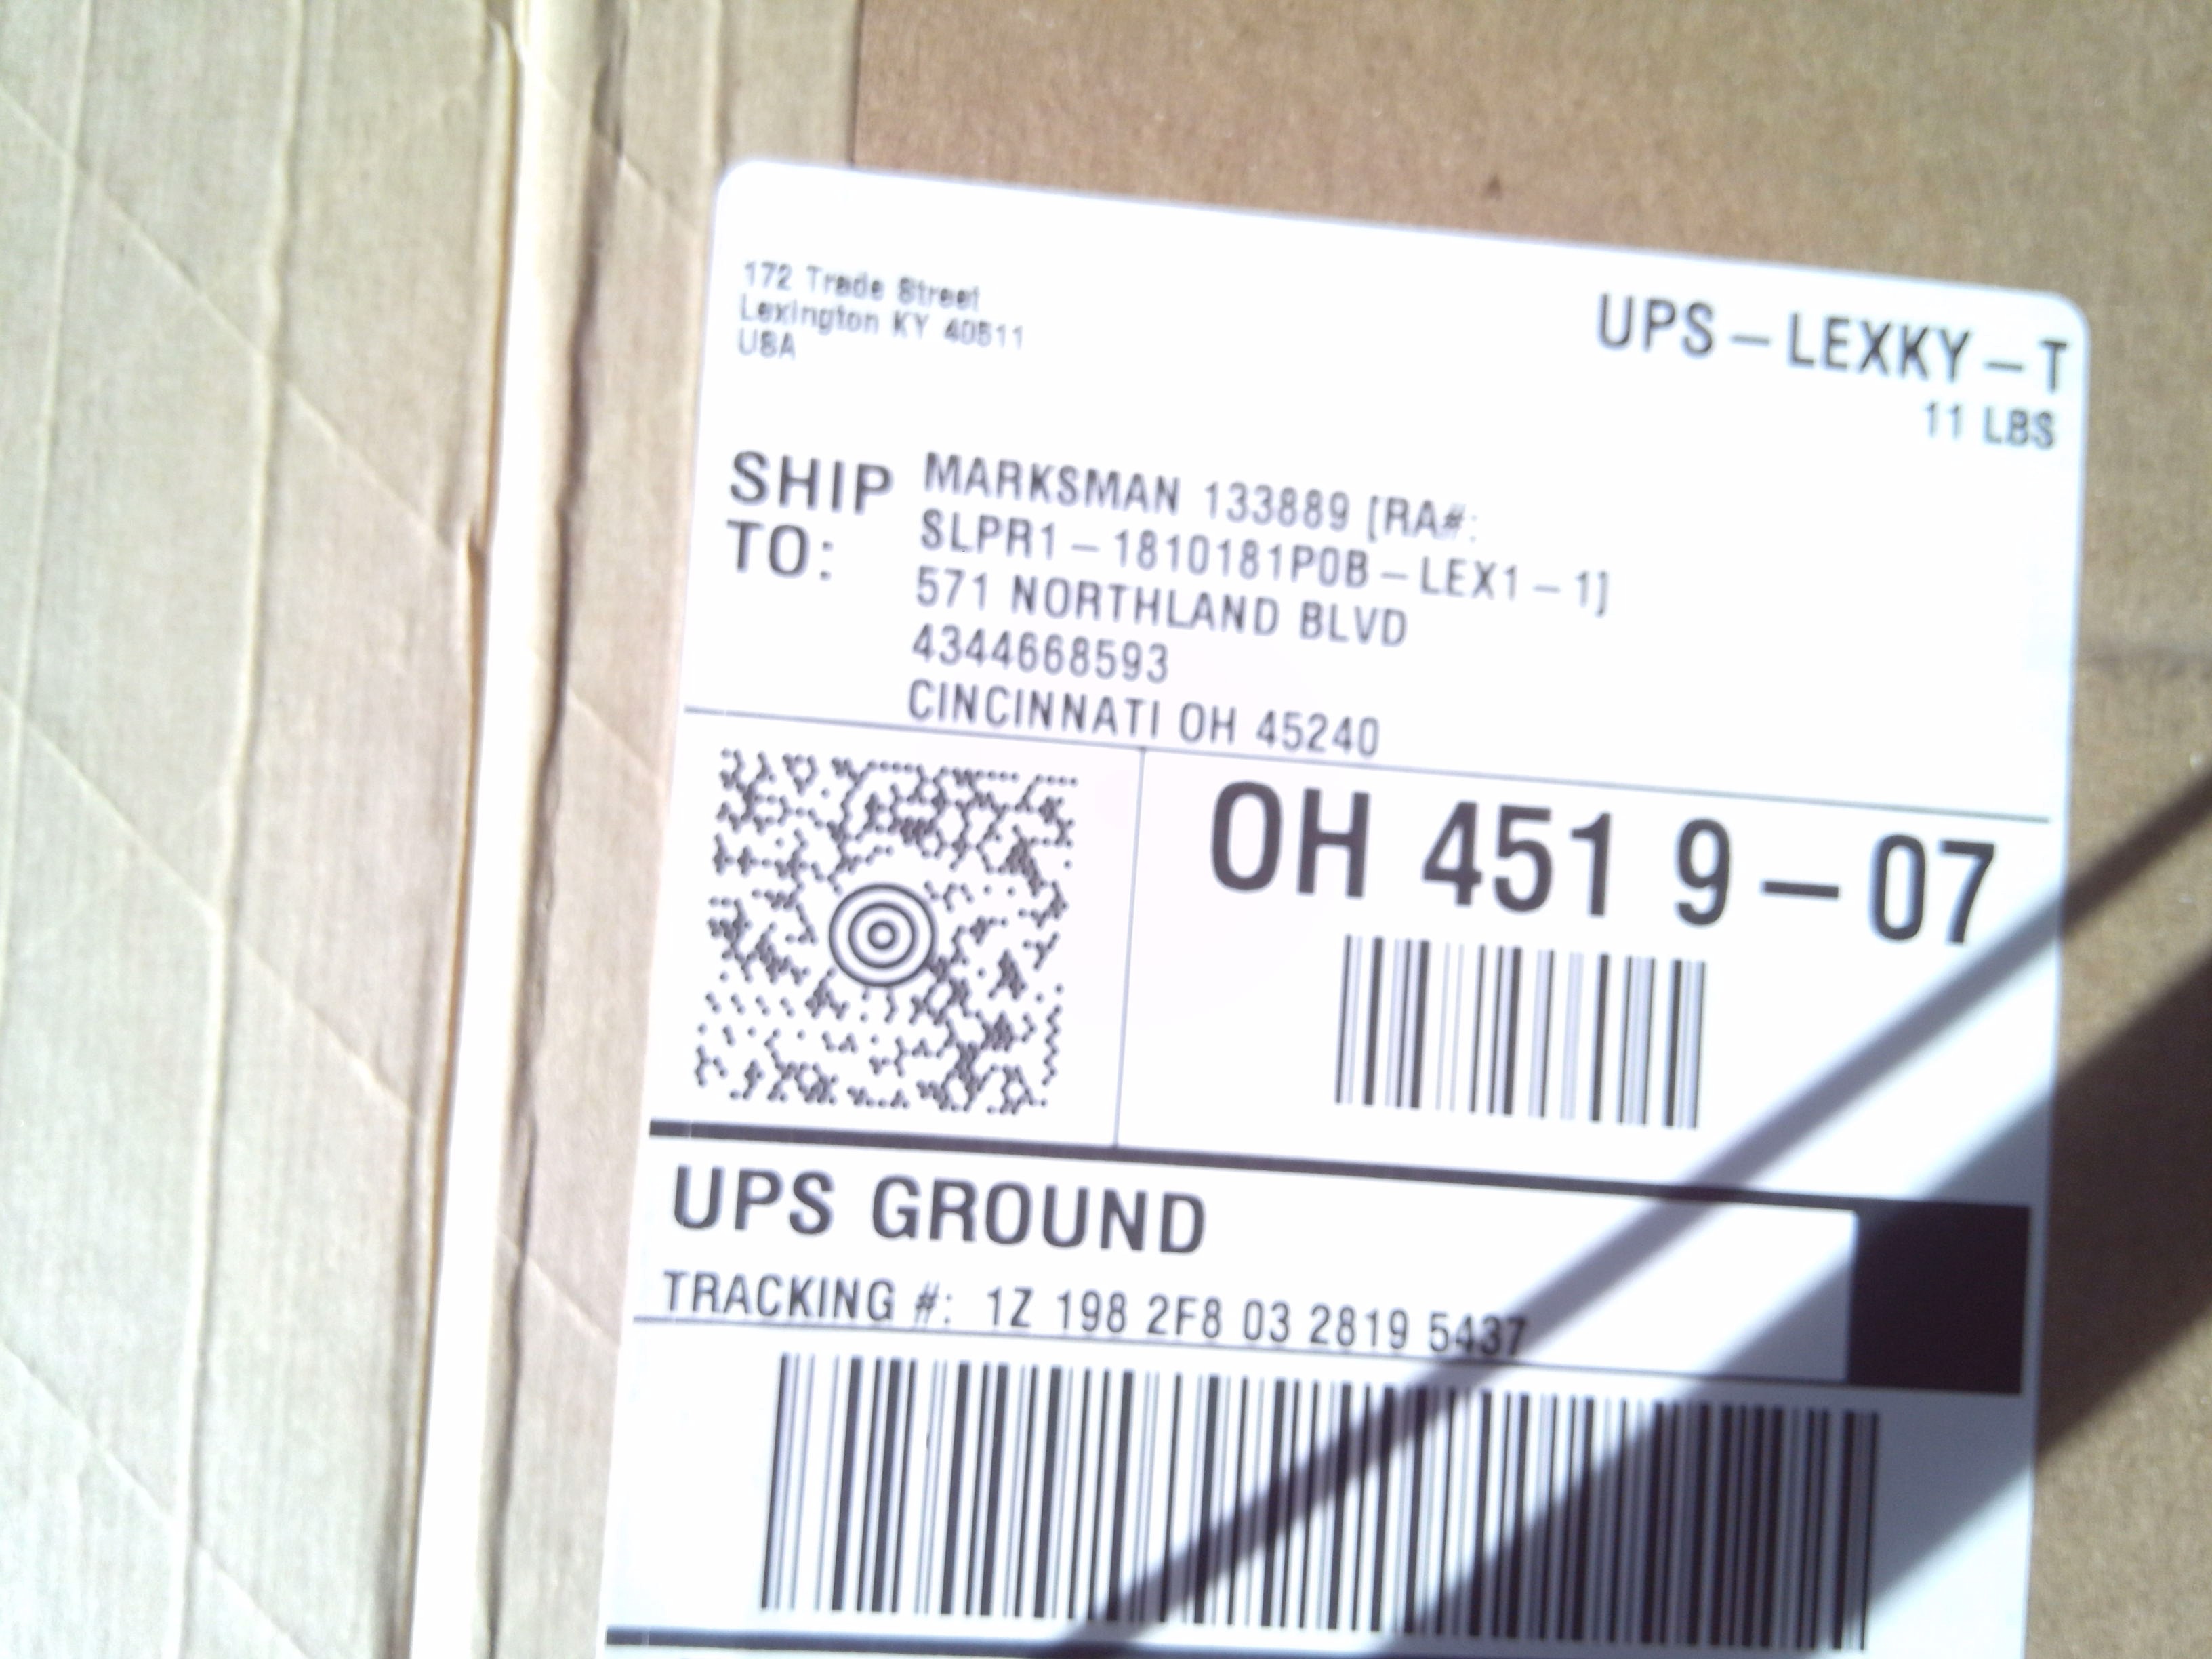 172 Trade Street
Lexington KY 40511
USA
UPS – LEXKY – T
11 LBS
SHIP TO:
MARKSMAN 133889 [RA#:
SLPR1 – 1810181P0B – LEX1 – 1]
571 NORTHLAND BLVD
4344668593
CINCINNATI OH 45240
OH 451 9 – 07
UPS GROUND
TRACKING #: 1Z 198 2F8 03 2819 5437